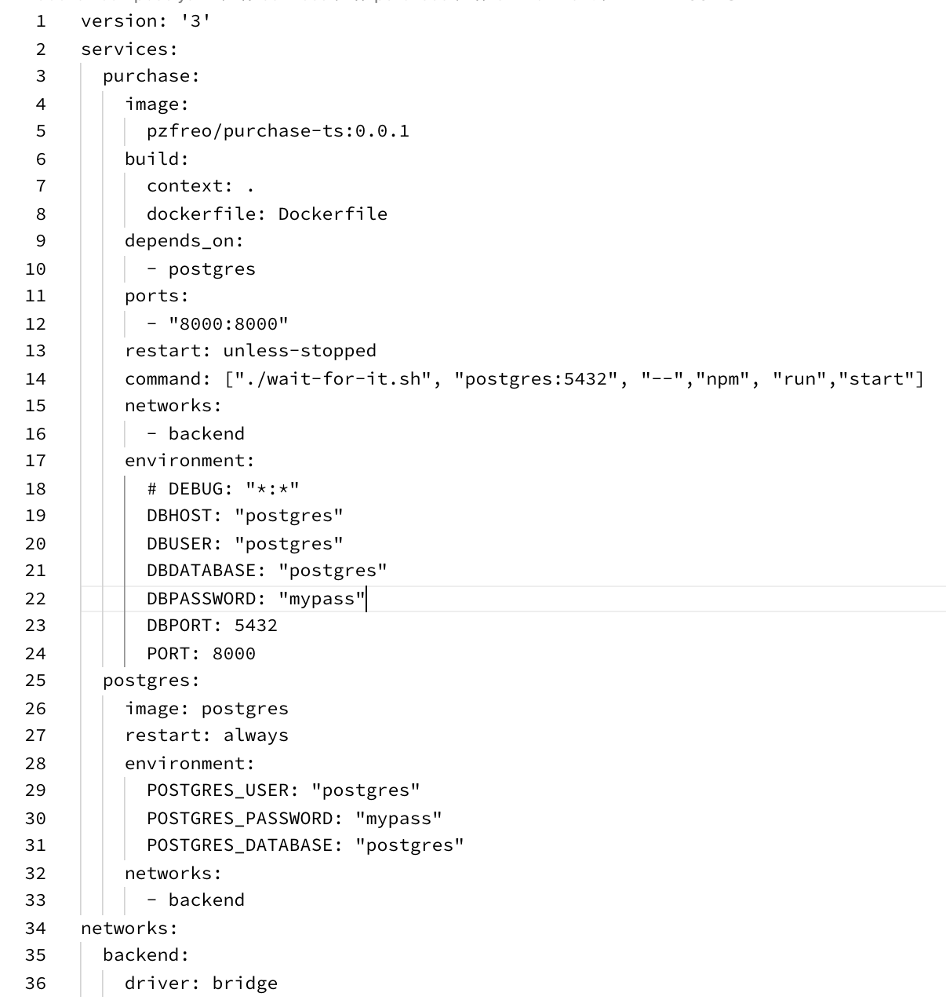 1 version: '3'
2 services:
3   purchase:
4     image:
5       pzfreo/purchase-ts:0.0.1
6     build:
7       context: .
8       dockerfile: Dockerfile
9     depends_on:
10       - postgres
11     ports:
12       - "8000:8000"
13     restart: unless-stopped
14     command: ["./wait-for-it.sh", "postgres:5432", "--","npm", "run","start"]
15     networks:
16       - backend
17     environment:
18       # DEBUG: "*:*"
19       DBHOST: "postgres"
20       DBUSER: "postgres"
21       DBDATABASE: "postgres"
22       DBPASSWORD: "mypass"
23       DBPORT: 5432
24       PORT: 8000
25   postgres:
26     image: postgres
27     restart: always
28     environment:
29       POSTGRES_USER: "postgres"
30       POSTGRES_PASSWORD: "mypass"
31       POSTGRES_DATABASE: "postgres"
32     networks:
33       - backend
34 networks:
35   backend:
36     driver: bridge